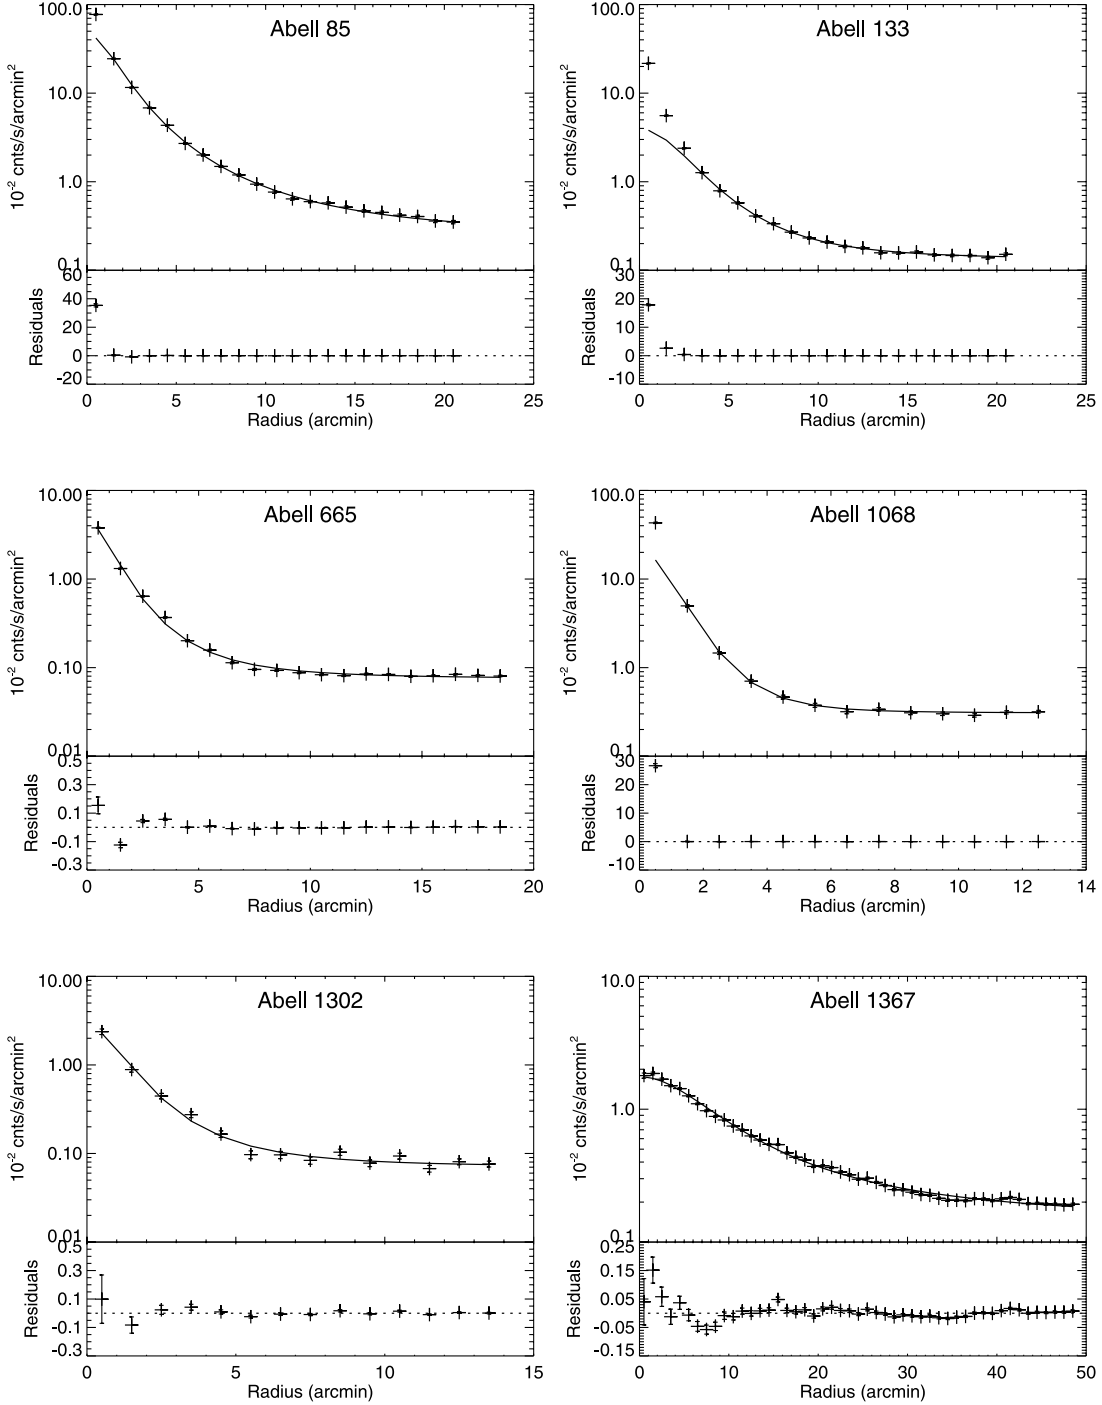 Abell 85
10⁻² cnts/s/arcmin²
100.0
10.0
1.0
0.1
Residuals
60
40
20
0
-20
0 5 10 15 20 25
Radius (arcmin)
Abell 133
10⁻² cnts/s/arcmin²
100.0
10.0
1.0
0.1
Residuals
30
20
10
0
-10
0 5 10 15 20 25
Radius (arcmin)
Abell 665
10⁻² cnts/s/arcmin²
10.00
1.00
0.10
0.01
Residuals
0.5
0.3
0.1
-0.1
-0.3
0 5 10 15 20
Radius (arcmin)
Abell 1068
10⁻² cnts/s/arcmin²
100.0
10.0
1.0
0.1
Residuals
30
20
10
0
-10
0 2 4 6 8 10 12 14
Radius (arcmin)
Abell 1302
10⁻² cnts/s/arcmin²
10.00
1.00
0.10
0.01
Residuals
0.5
0.3
0.1
-0.1
-0.3
0 5 10 15
Radius (arcmin)
Abell 1367
10⁻² cnts/s/arcmin²
10.0
1.0
0.1
Residuals
0.25
0.15
0.05
-0.05
-0.15
0 10 20 30 40 50
Radius (arcmin)